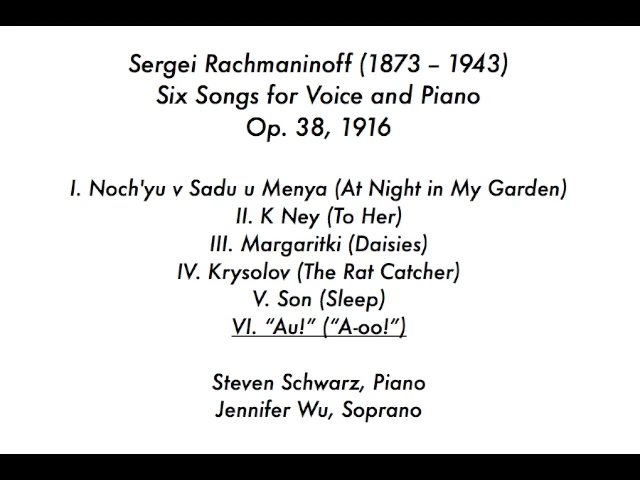 Sergei Rachmaninoff (1873 – 1943)
Six Songs for Voice and Piano
Op. 38, 1916
I. Noch'yu v Sadu u Menya (At Night in My Garden)
II. K Ney (To Her)
III. Margaritki (Daisies)
IV. Krysolov (The Rat Catcher)
V. Son (Sleep)
VI. “Au!” (“A-oo!”)
Steven Schwarz, Piano
Jennifer Wu, Soprano